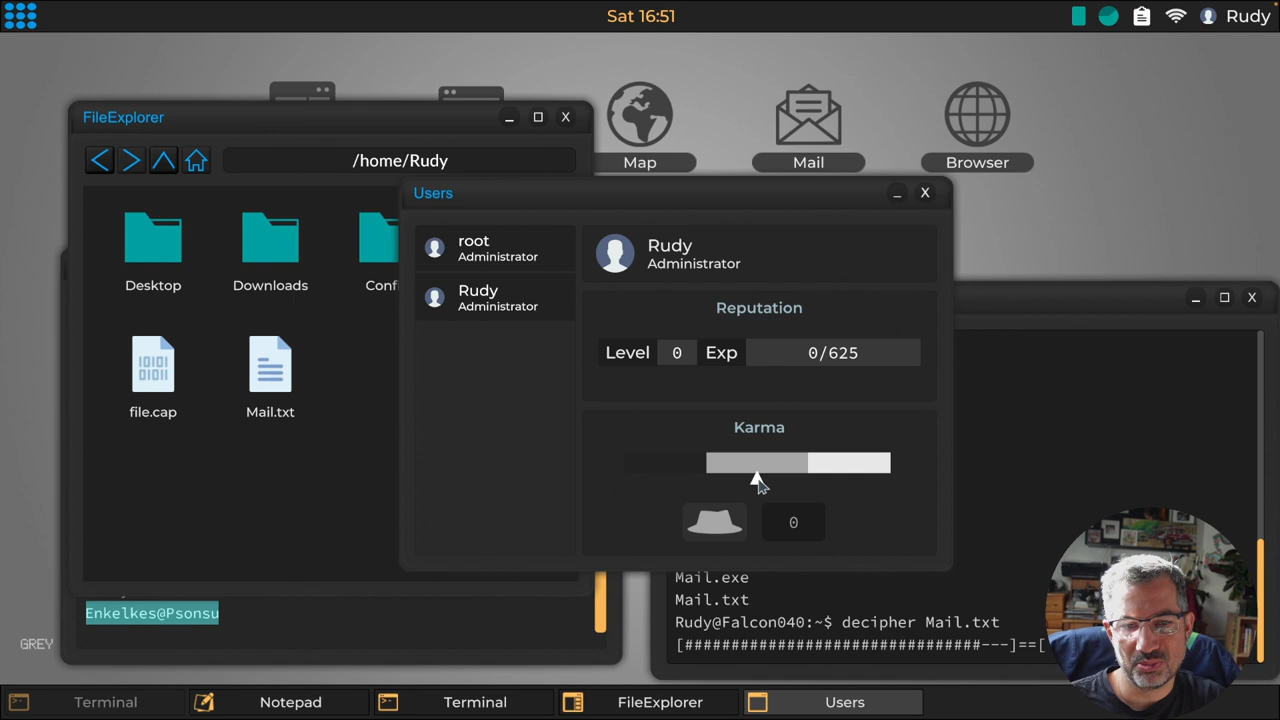 Sat 16:51
Rudy
Map
Mail
Browser
FileExplorer
/home/Rudy
Desktop
Downloads
Confi
file.cap
Mail.txt
Users
root
Administrator
Rudy
Administrator
Rudy
Administrator
Reputation
Level 0 Exp 0/625
Karma
0
Enkelkes@Psonsu
GREY
Mail.exe
Mail.txt
Rudy@Falcon040:~$ decipher Mail.txt
[################################---]==[
Terminal
Notepad
Terminal
FileExplorer
Users